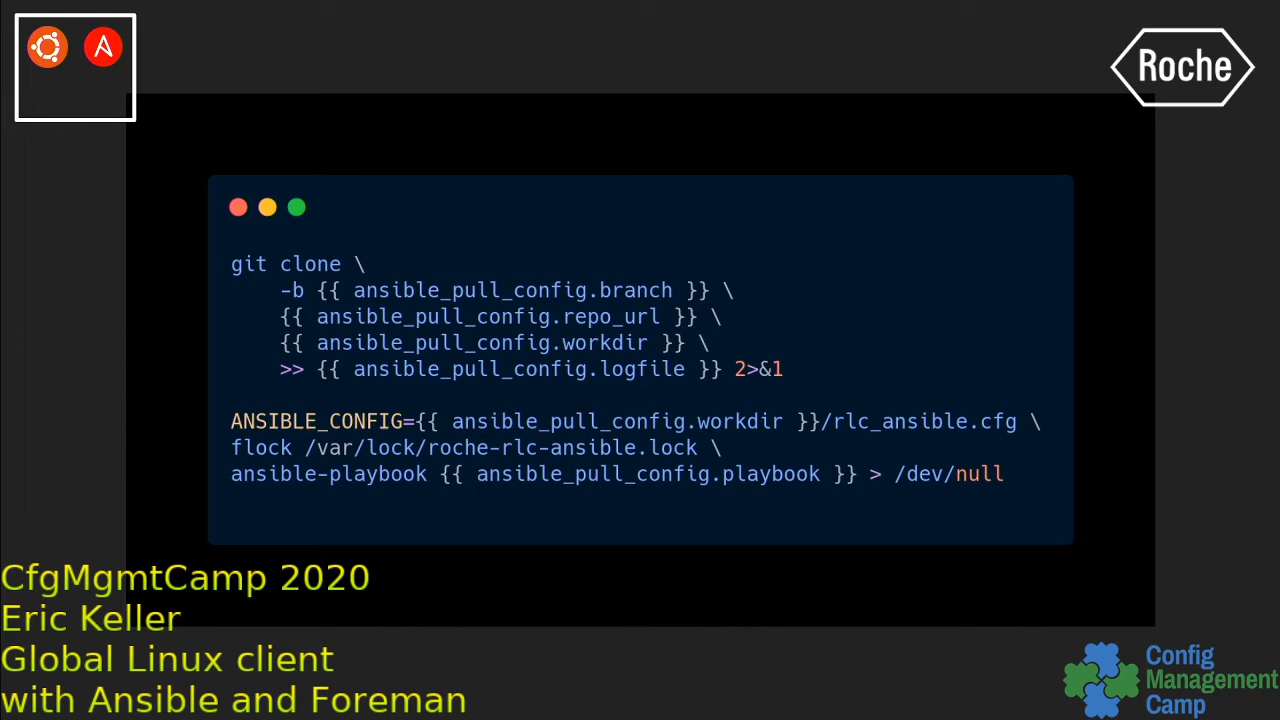 Roche
git clone \
-b {{ ansible_pull_config.branch }} \
{{ ansible_pull_config.repo_url }} \
{{ ansible_pull_config.workdir }} \
>> {{ ansible_pull_config.logfile }} 2>&1
ANSIBLE_CONFIG={{ ansible_pull_config.workdir }}/rlc_ansible.cfg \
flock /var/lock/roche-rlc-ansible.lock \
ansible-playbook {{ ansible_pull_config.playbook }} > /dev/null
CfgMgmtCamp 2020
Eric Keller
Global Linux client
with Ansible and Foreman
Config
Management
Camp